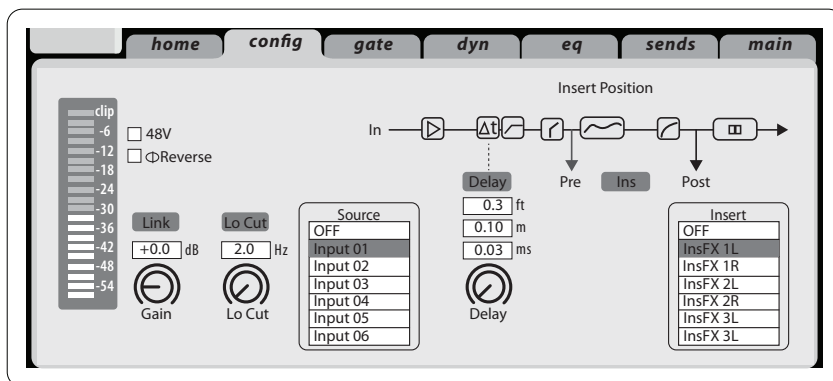 home config gate dyn eq sends main
Insert Position
clip
-6
-12
-18
-24
-30
-36
-42
-48
-54
48V
ΦReverse
In
Δt
Delay
Pre
Ins
Post
0.3 ft
0.10 m
0.03 ms
Delay
Link
+0.0 dB
Gain
Lo Cut
2.0 Hz
Lo Cut
Source
OFF
Input 01
Input 02
Input 03
Input 04
Input 05
Input 06
Insert
OFF
InsFX 1L
InsFX 1R
InsFX 2L
InsFX 2R
InsFX 3L
InsFX 3L